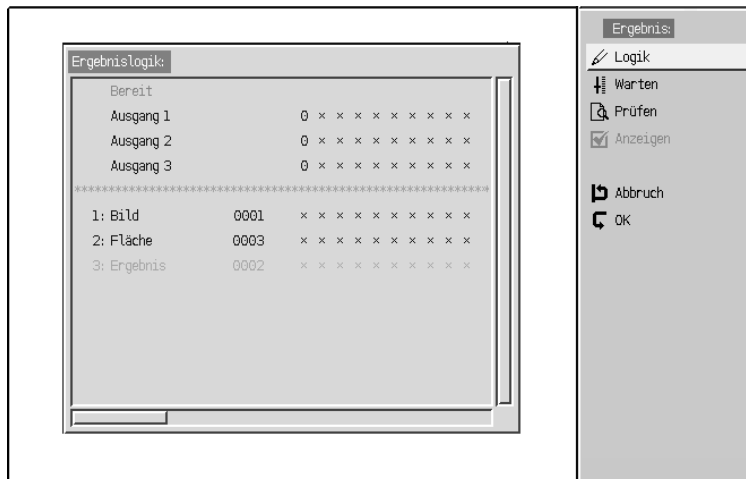 Ergebnislogik:
Bereit
Ausgang 1 0 × × × × × × × × ×
Ausgang 2 0 × × × × × × × × ×
Ausgang 3 0 × × × × × × × × ×
**********************************************************
1: Bild 0001 × × × × × × × × × ×
2: Fläche 0003 × × × × × × × × × ×
3: Ergebnis 0002 × × × × × × × × × ×
Ergebnis:
Logik
Warten
Prüfen
Anzeigen
Abbruch
OK